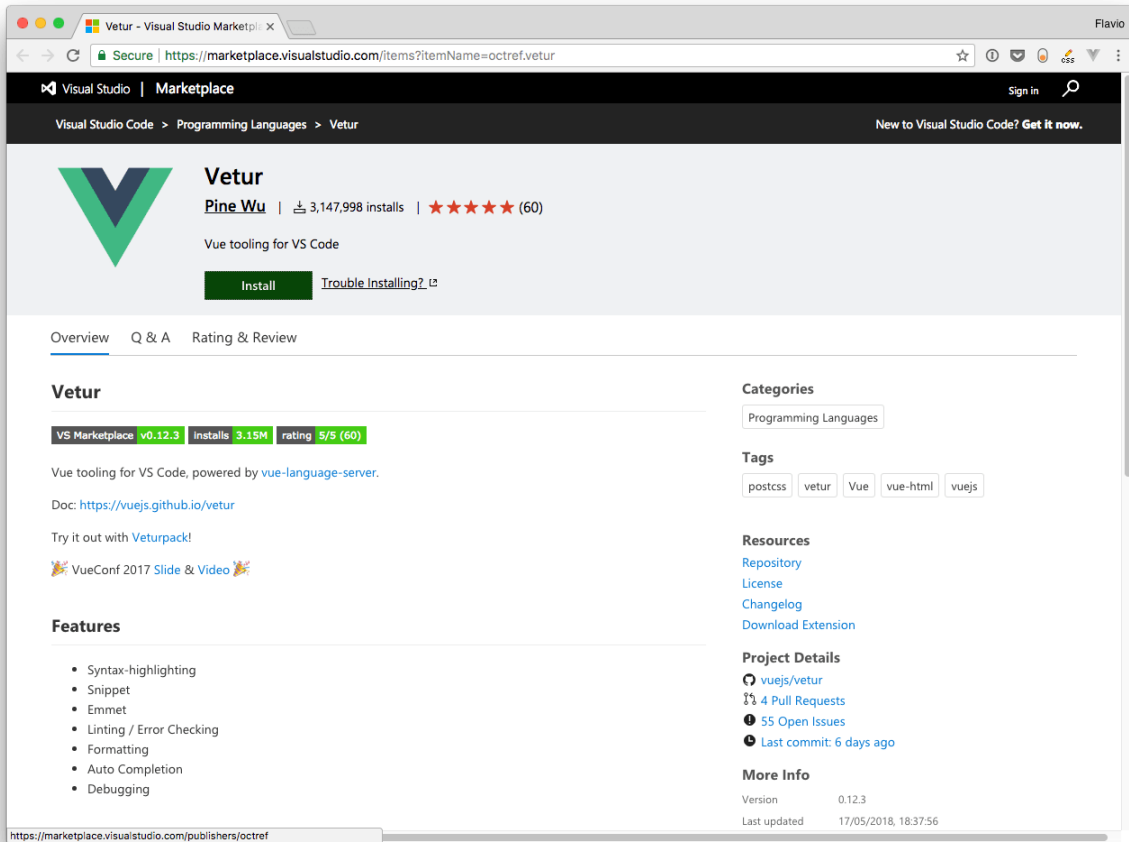 Vetur - Visual Studio Marketpla
Flavio
Secure | https://marketplace.visualstudio.com/items?itemName=octref.vetur
css
Visual Studio | Marketplace
Sign in
Visual Studio Code > Programming Languages > Vetur
New to Visual Studio Code? Get it now.
Vetur
Pine Wu | 3,147,998 installs | (60)
Vue tooling for VS Code
Install
Trouble Installing?
Overview Q & A Rating & Review
Vetur
VS Marketplace v0.12.3 installs 3.15M rating 5/5 (60)
Vue tooling for VS Code, powered by vue-language-server.
Doc: https://vuejs.github.io/vetur
Try it out with Veturpack!
VueConf 2017 Slide & Video
Features
Syntax-highlighting
Snippet
Emmet
Linting / Error Checking
Formatting
Auto Completion
Debugging
Categories
Programming Languages
Tags
postcss vetur Vue vue-html vuejs
Resources
Repository
License
Changelog
Download Extension
Project Details
vuejs/vetur
4 Pull Requests
55 Open Issues
Last commit: 6 days ago
More Info
Version 0.12.3
Last updated 17/05/2018, 18:37:56
https://marketplace.visualstudio.com/publishers/octref